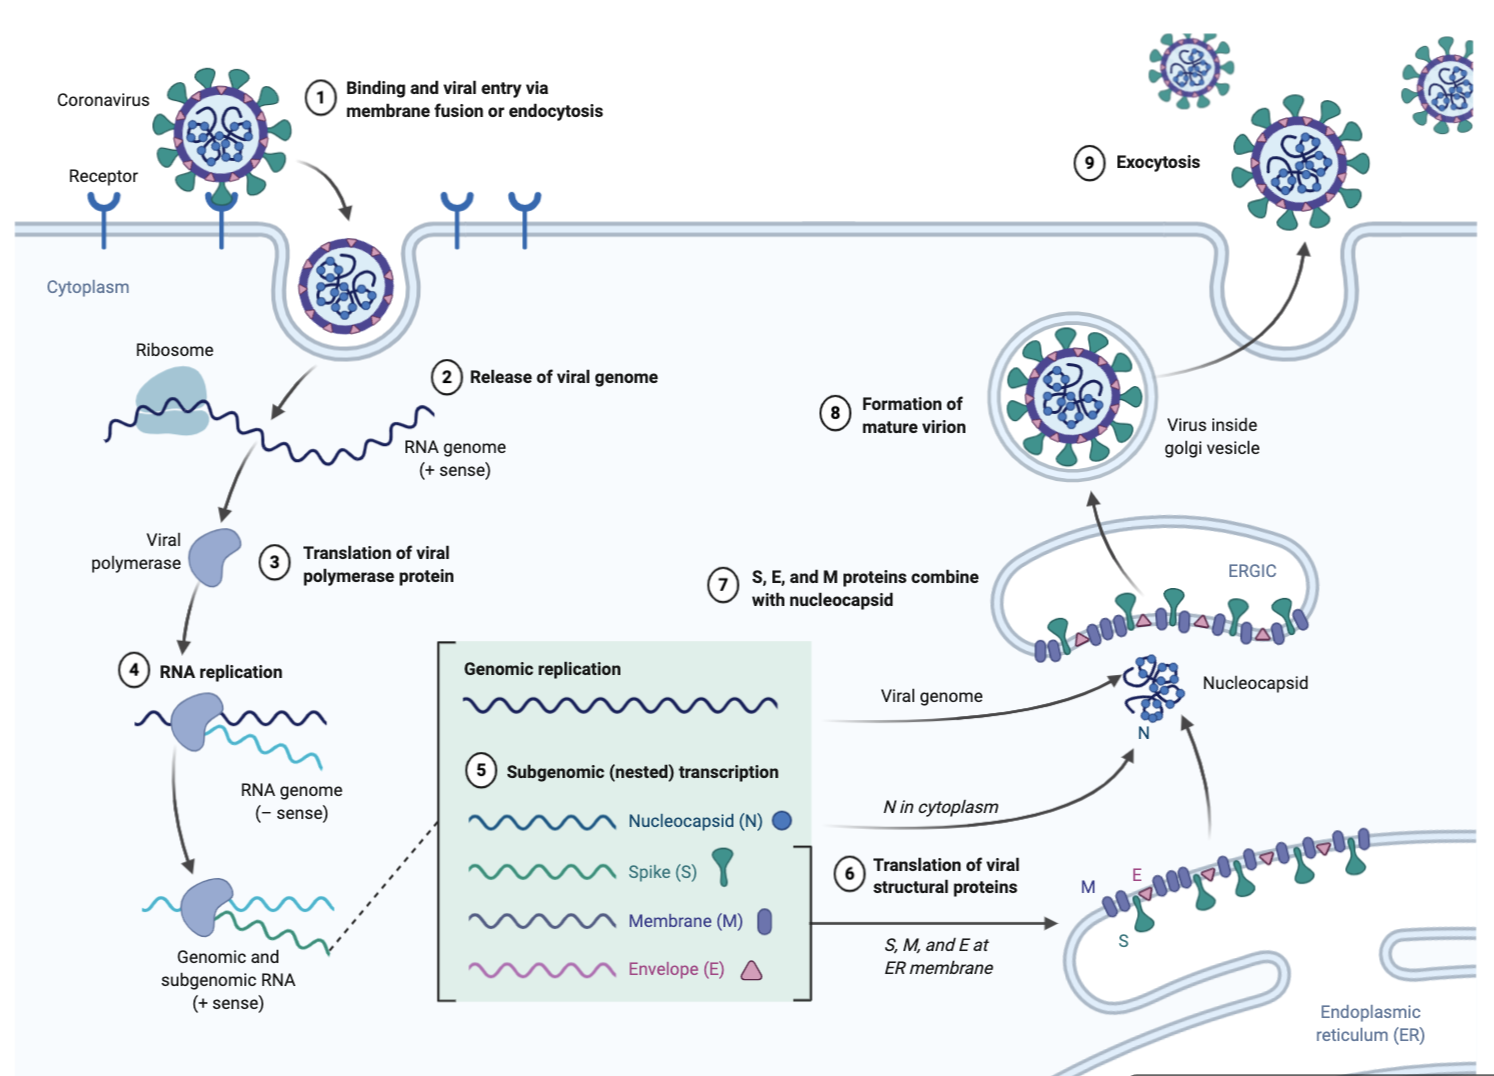 Coronavirus
1
Binding and viral entry via
membrane fusion or endocytosis
Receptor
Cytoplasm
Ribosome
2
Release of viral genome
RNA genome
(+ sense)
Viral
polymerase
3
Translation of viral
polymerase protein
4
RNA replication
RNA genome
(– sense)
Genomic and
subgenomic RNA
(+ sense)
Genomic replication
5
Subgenomic (nested) transcription
Nucleocapsid (N)
Spike (S)
Membrane (M)
Envelope (E)
6
Translation of viral
structural proteins
S, M, and E at
ER membrane
M
E
S
Endoplasmic
reticulum (ER)
Viral genome
N in cytoplasm
Nucleocapsid
N
7
S, E, and M proteins combine
with nucleocapsid
ERGIC
8
Formation of
mature virion
Virus inside
golgi vesicle
9
Exocytosis